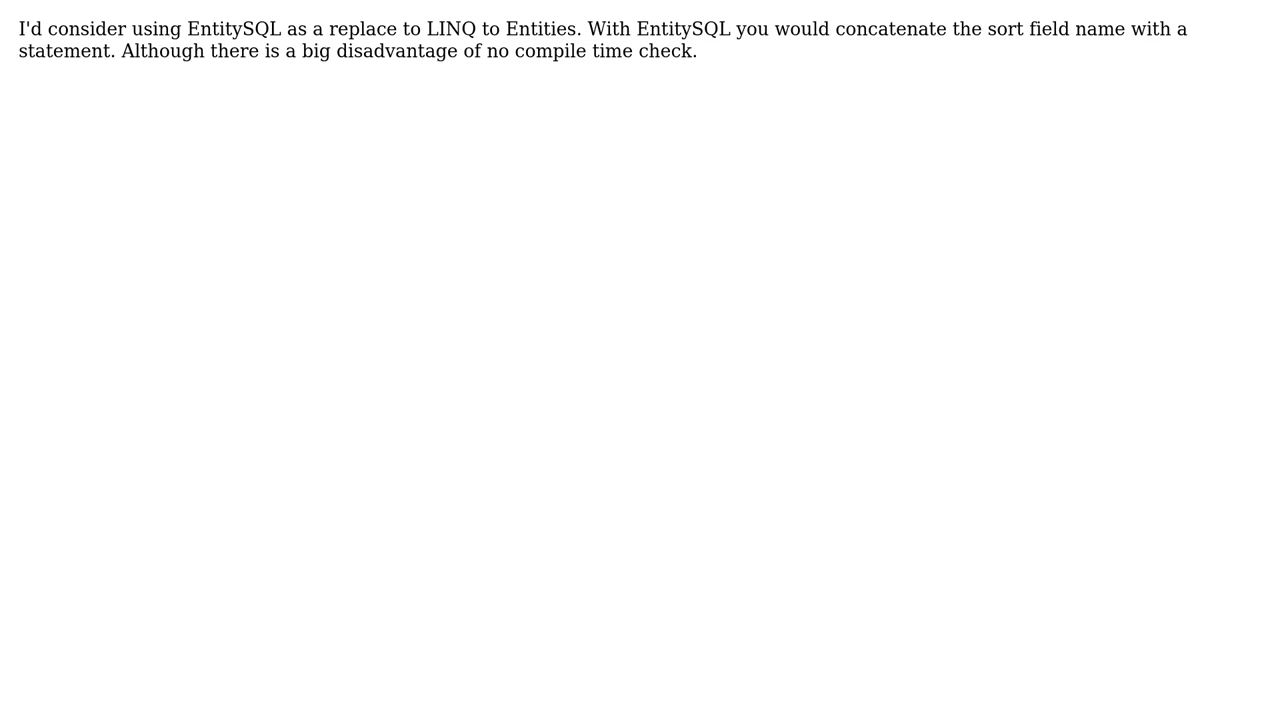 I'd consider using EntitySQL as a replace to LINQ to Entities. With EntitySQL you would concatenate the sort field name with a
statement. Although there is a big disadvantage of no compile time check.